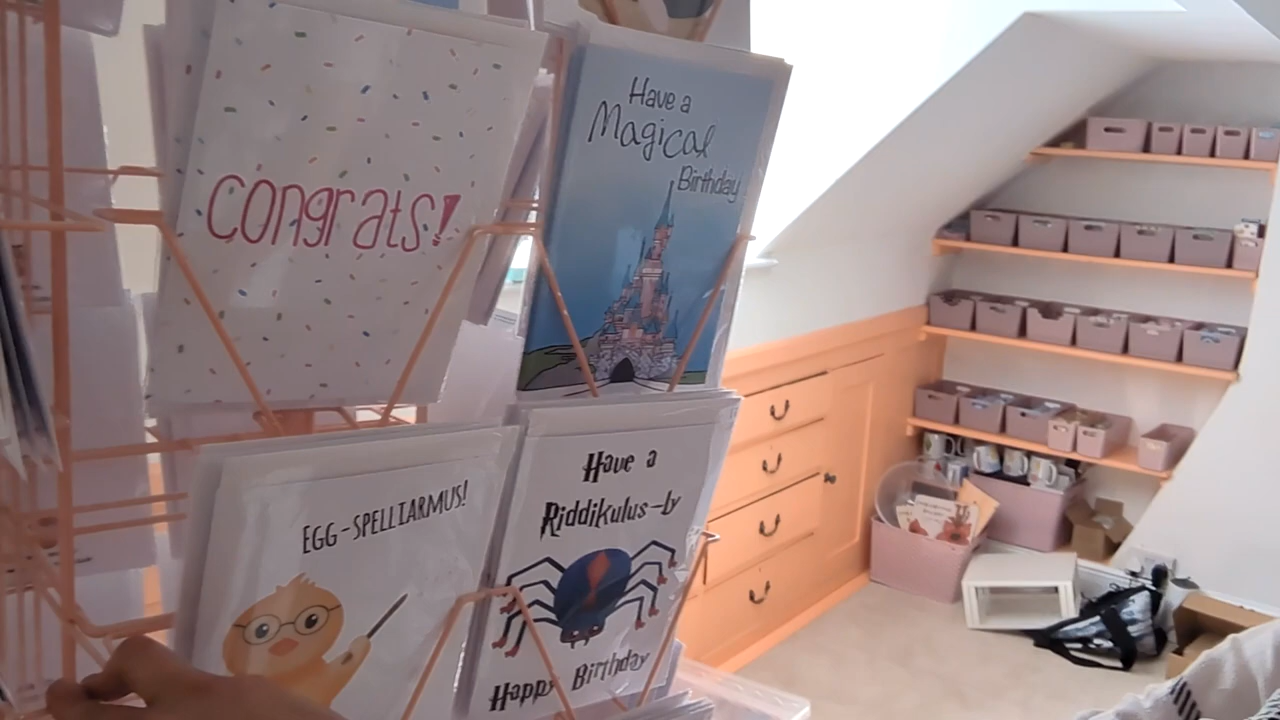 congrats!
Have a
Magical
Birthday
EGG-SPELLIARMUS!
Have a
Riddikulus-ly
Happy Birthday